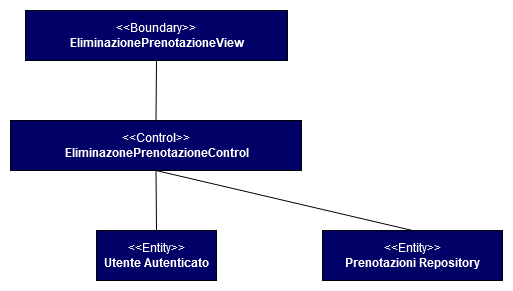 <<Boundary>>
EliminazionePrenotazioneView
<<Control>>
EliminazonePrenotazioneControl
<<Entity>>
Utente Autenticato
<<Entity>>
Prenotazioni Repository